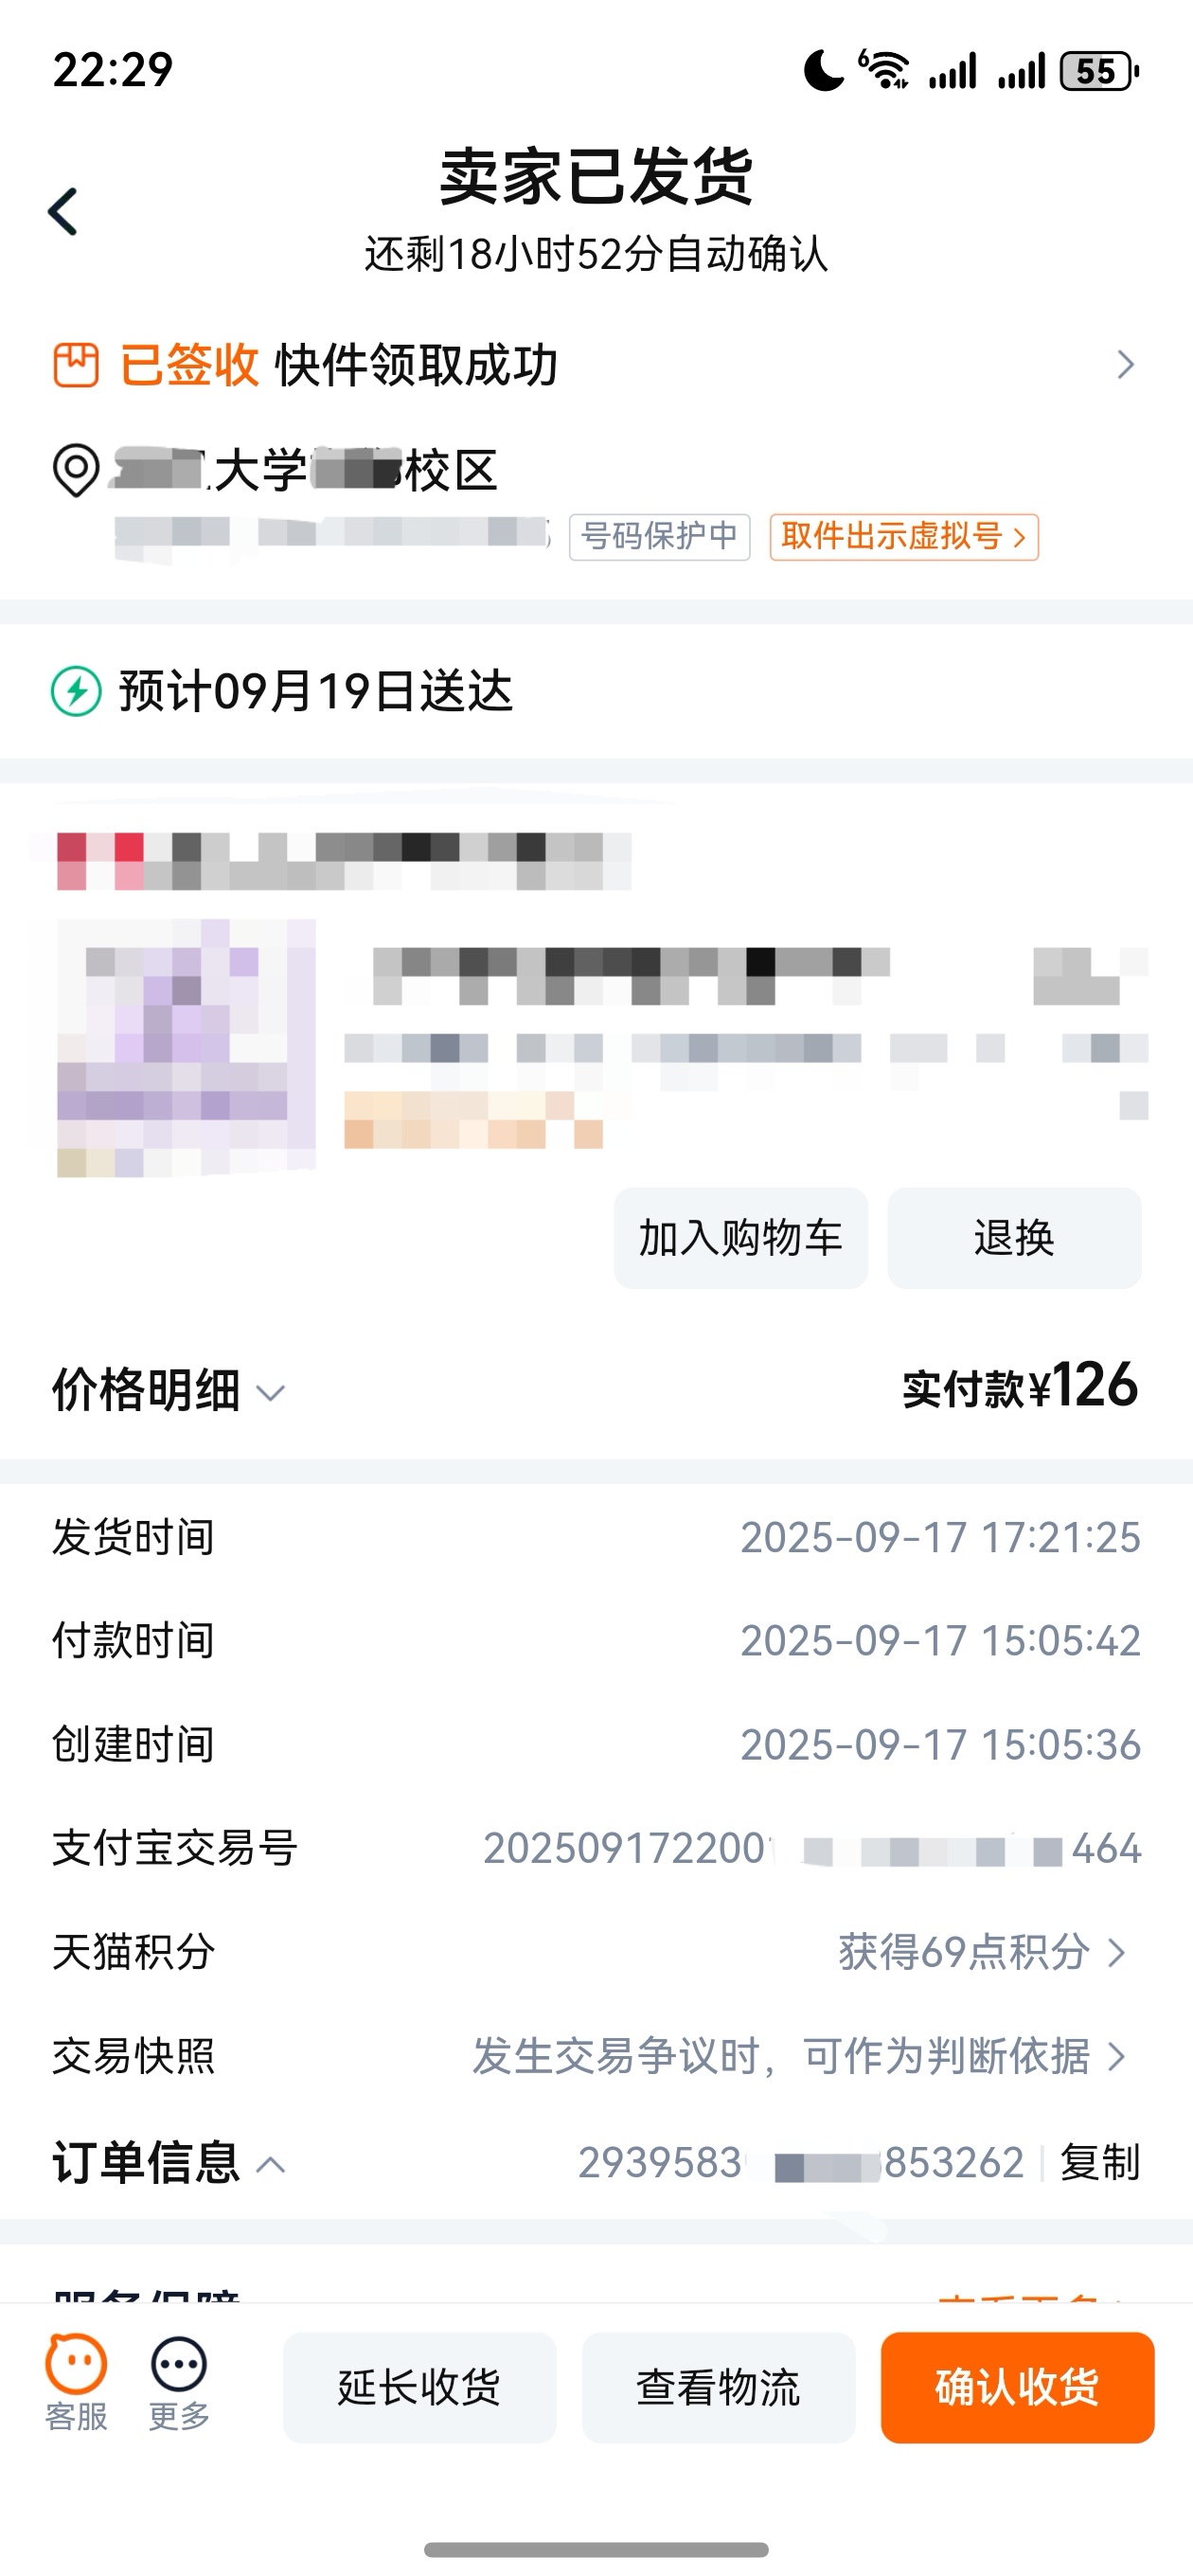 22:29
6
55
卖家已发货
还剩18小时52分自动确认
已签收 快件领取成功
大学 校区
号码保护中 取件出示虚拟号
预计09月19日送达
加入购物车 退换
价格明细 实付款¥126
发货时间 2025-09-17 17:21:25
付款时间 2025-09-17 15:05:42
创建时间 2025-09-17 15:05:36
支付宝交易号 202509172200 464
天猫积分 获得69点积分
交易快照 发生交易争议时，可作为判断依据
订单信息 2939583 853262 复制
客服 更多 延长收货 查看物流 确认收货